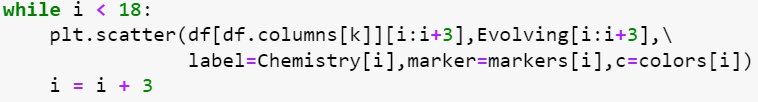 while i < 18:
    plt.scatter(df[df.columns[k]][i:i+3],Evolving[i:i+3],\
                label=Chemistry[i],marker=markers[i],c=colors[i])
    i = i + 3